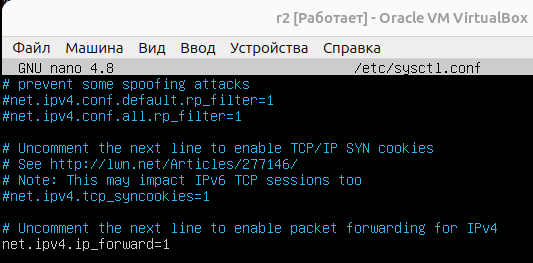 r2 [Работает] - Oracle VM VirtualBox
Файл Машина Вид Ввод Устройства Справка
GNU nano 4.8 /etc/sysctl.conf
# prevent some spoofing attacks
#net.ipv4.conf.default.rp_filter=1
#net.ipv4.conf.all.rp_filter=1
# Uncomment the next line to enable TCP/IP SYN cookies
# See http://lwn.net/Articles/277146/
# Note: This may impact IPv6 TCP sessions too
#net.ipv4.tcp_syncookies=1
# Uncomment the next line to enable packet forwarding for IPv4
net.ipv4.ip_forward=1